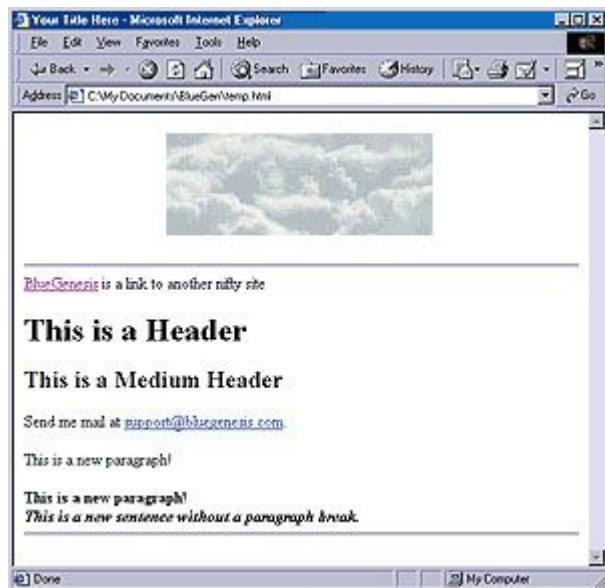 Your Title Here - Microsoft Internet Explorer
File Edit View Favorites Tools Help
Back Search Favorites History
Address C:\My Documents\BlueGen\temp.html Go
BlueGenesis is a link to another nifty site
This is a Header
This is a Medium Header
Send me mail at support@bluegenesis.com.
This is a new paragraph!
This is a new paragraph!
This is a new sentence without a paragraph break.
Done My Computer